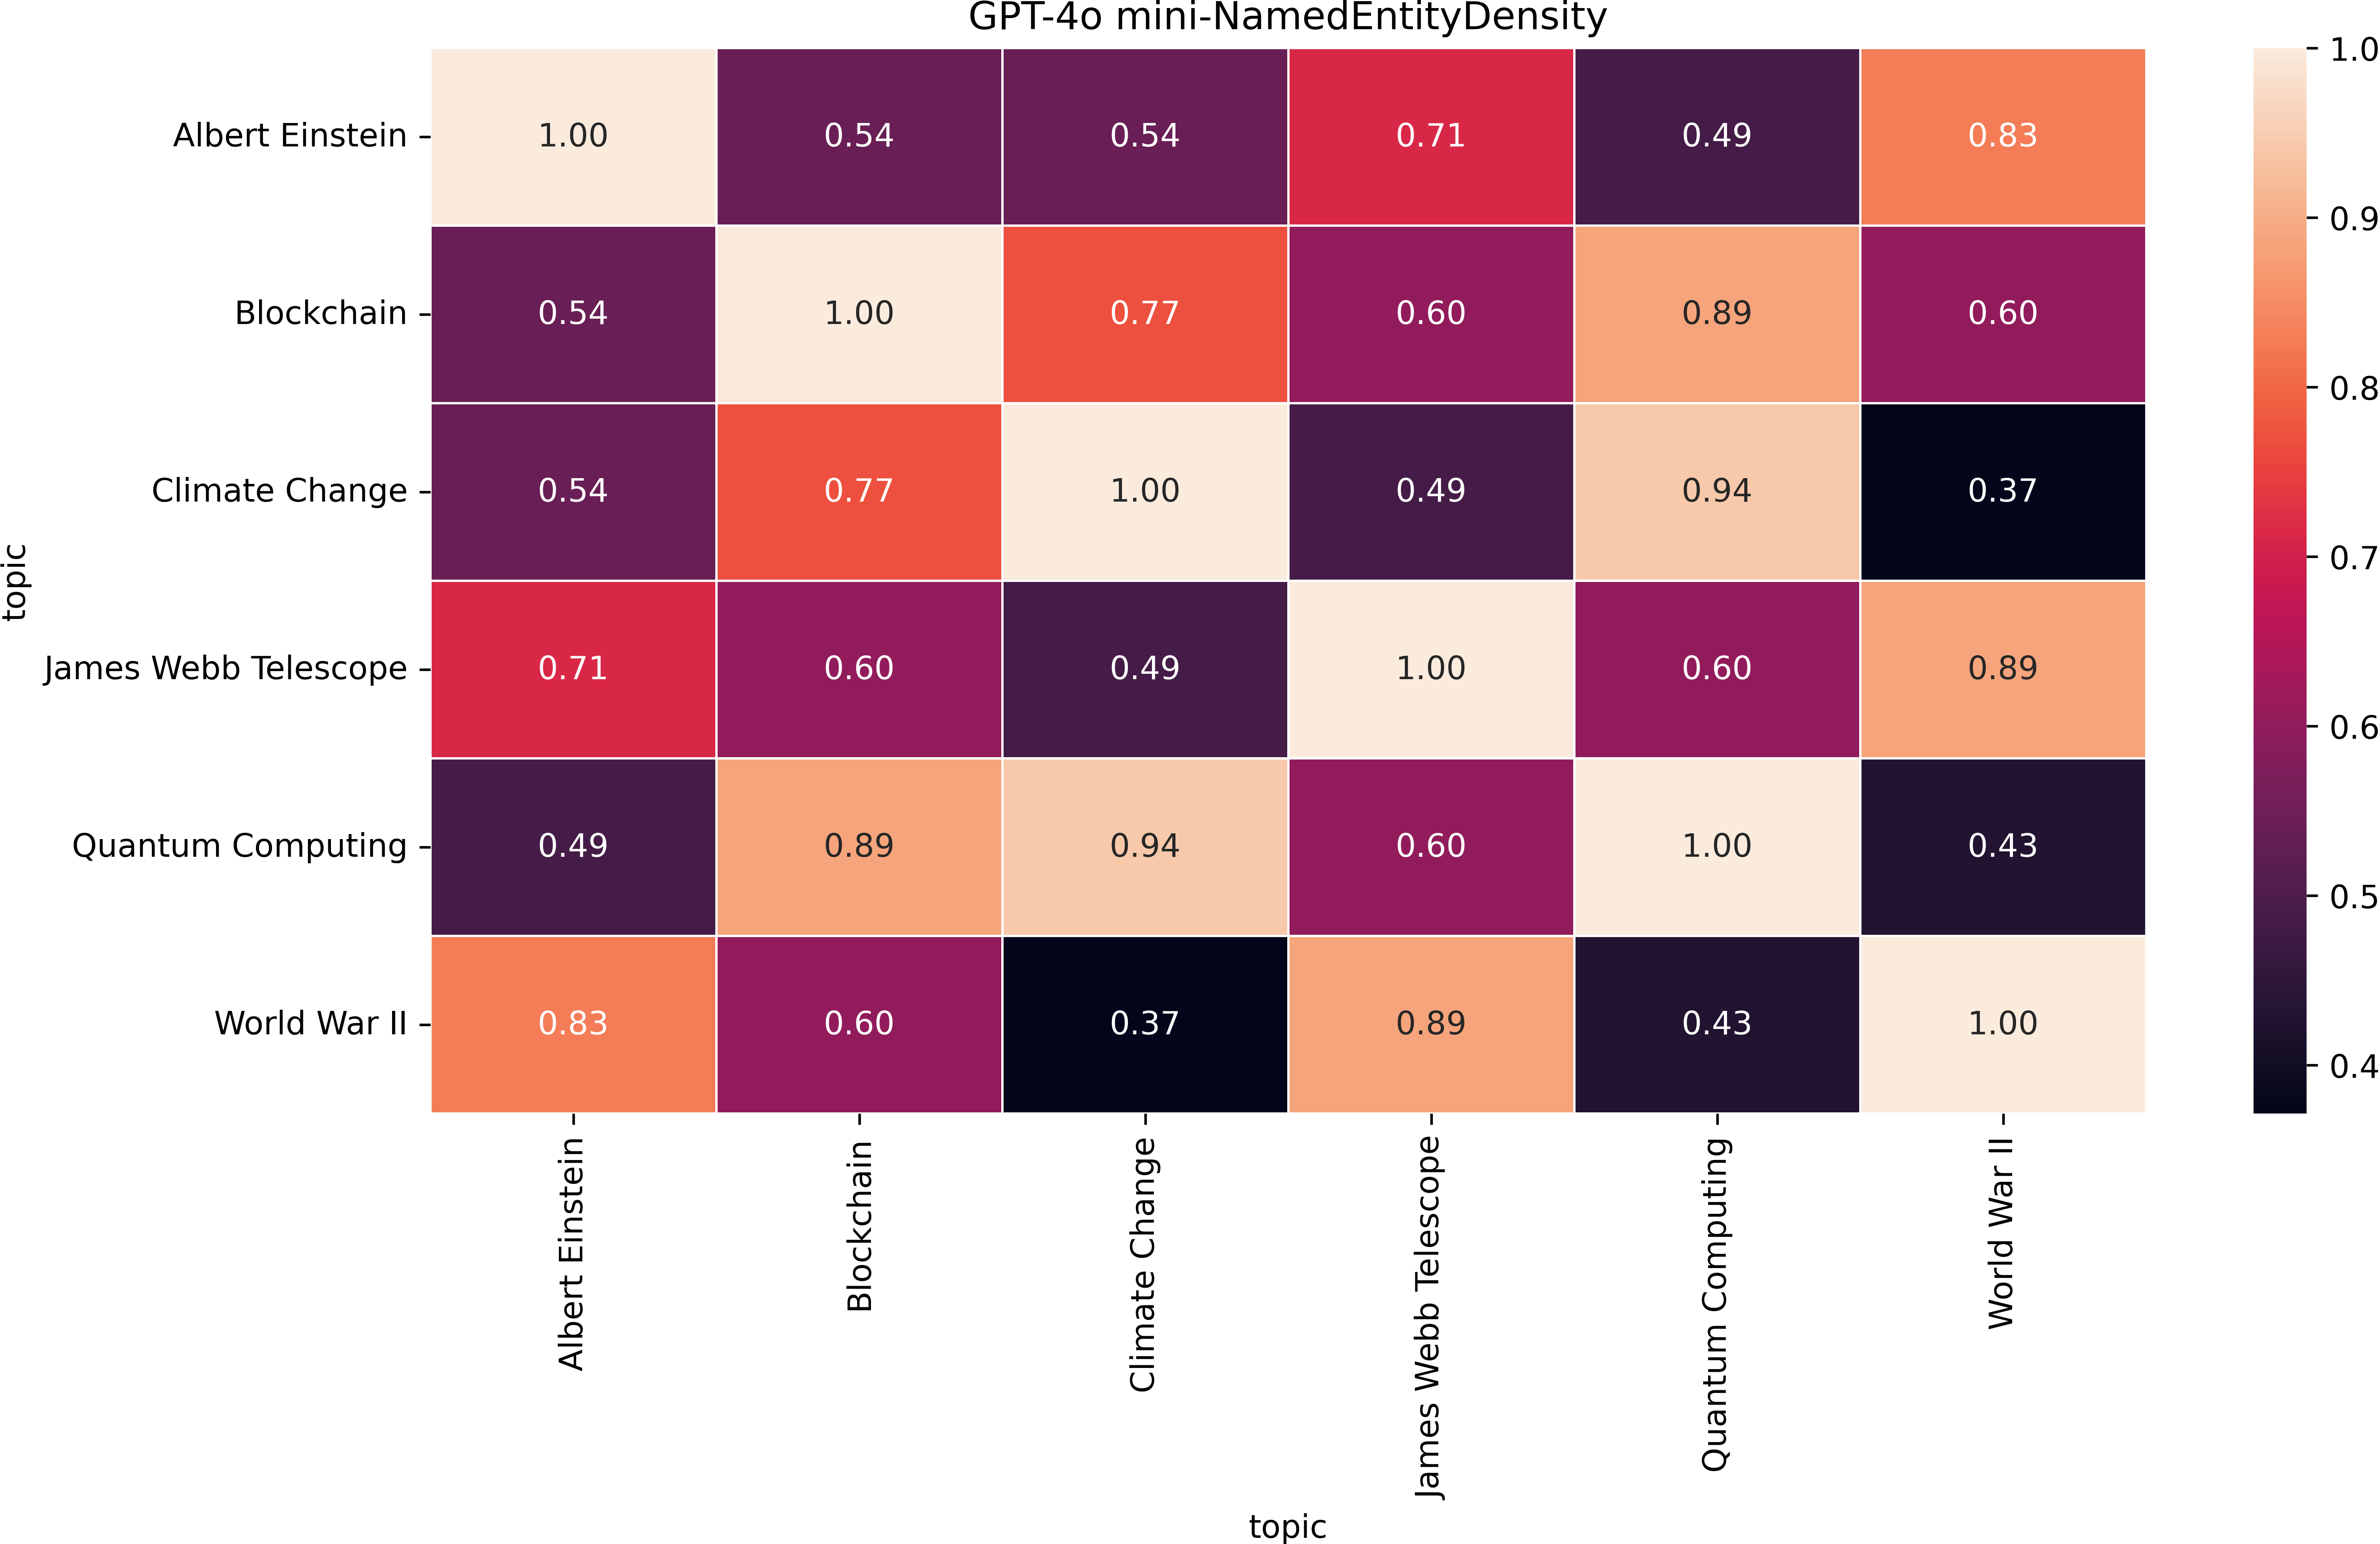 GPT-4o mini-NamedEntityDensity
Albert Einstein 1.00 0.54 0.54 0.71 0.49 0.83
Blockchain 0.54 1.00 0.77 0.60 0.89 0.60
Climate Change 0.54 0.77 1.00 0.49 0.94 0.37
James Webb Telescope 0.71 0.60 0.49 1.00 0.60 0.89
Quantum Computing 0.49 0.89 0.94 0.60 1.00 0.43
World War II 0.83 0.60 0.37 0.89 0.43 1.00
topic
Albert Einstein
Blockchain
Climate Change
James Webb Telescope
Quantum Computing
World War II
topic
1.0
0.9
0.8
0.7
0.6
0.5
0.4